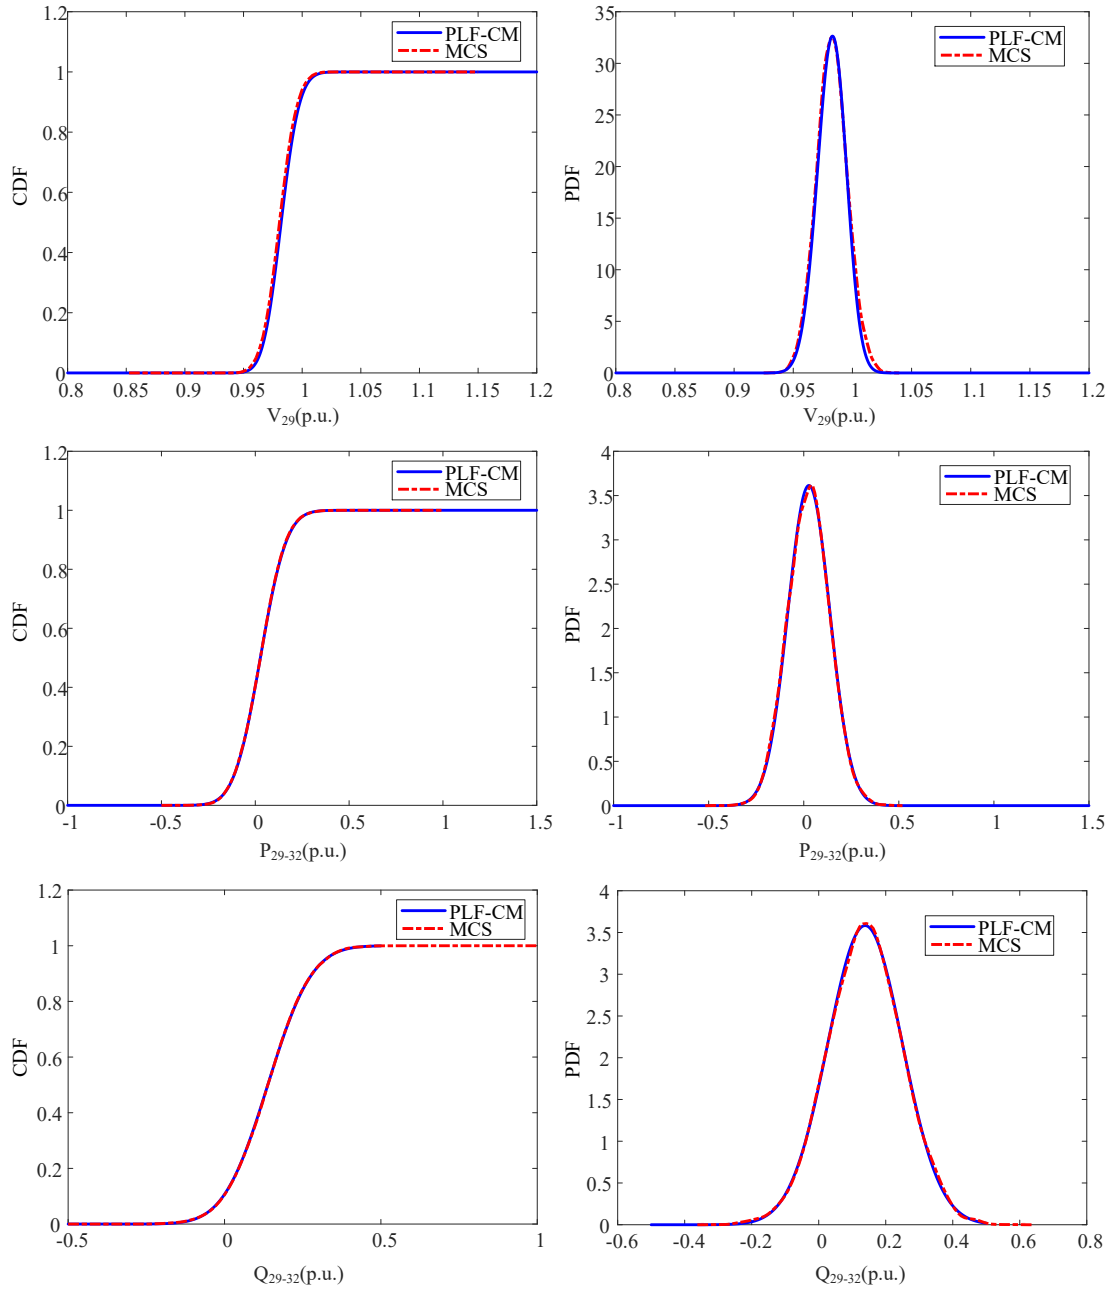 1.2
1
0.8
0.6
0.4
0.2
0
CDF
PLF-CM
MCS
0.8 0.85 0.9 0.95 1 1.05 1.1 1.15 1.2
V29(p.u.)
35
30
25
20
15
10
5
0
PDF
PLF-CM
MCS
0.8 0.85 0.9 0.95 1 1.05 1.1 1.15 1.2
V29(p.u.)
1.2
1
0.8
0.6
0.4
0.2
0
CDF
PLF-CM
MCS
-1 -0.5 0 0.5 1 1.5
P29-32(p.u.)
4
3.5
3
2.5
2
1.5
1
0.5
0
PDF
PLF-CM
MCS
-1 -0.5 0 0.5 1 1.5
P29-32(p.u.)
1.2
1
0.8
0.6
0.4
0.2
0
CDF
PLF-CM
MCS
-0.5 0 0.5 1
Q29-32(p.u.)
4
3.5
3
2.5
2
1.5
1
0.5
0
PDF
PLF-CM
MCS
-0.6 -0.4 -0.2 0 0.2 0.4 0.6 0.8
Q29-32(p.u.)